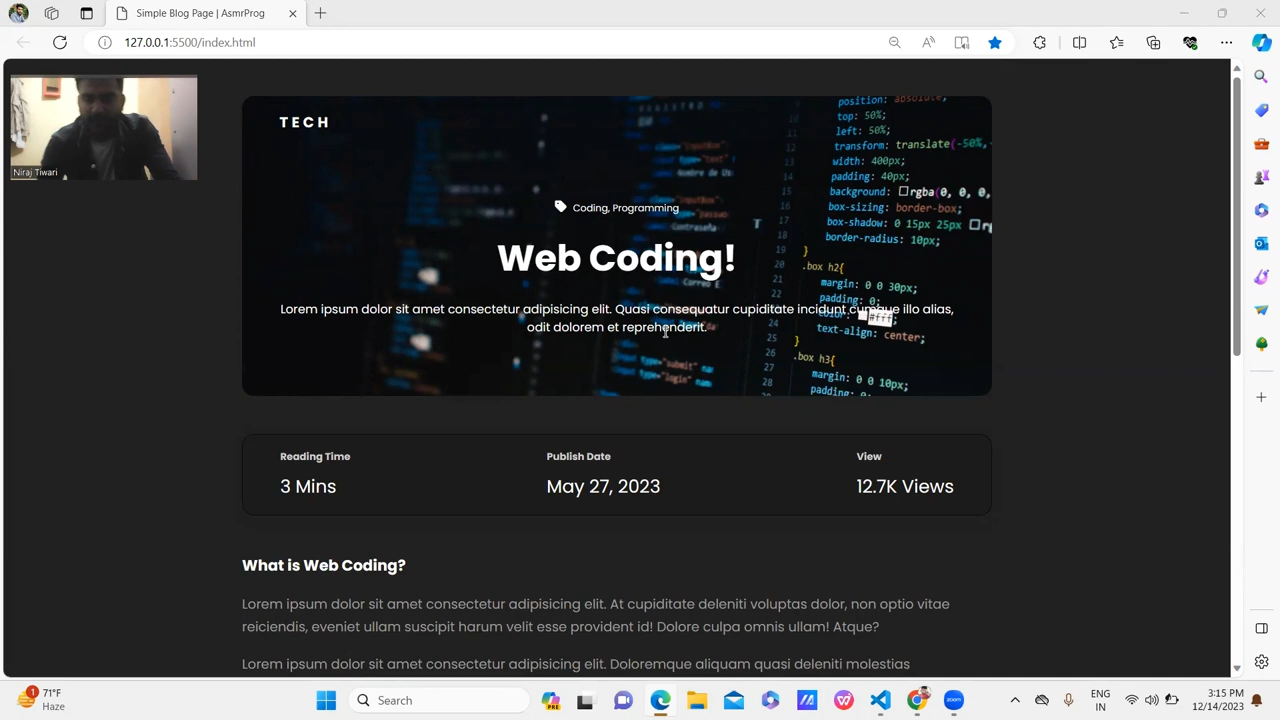 Simple Blog Page | AsmrProg
127.0.0.1:5500/index.html
Niraj Tiwari
TECH
Coding, Programming
Web Coding!
Lorem ipsum dolor sit amet consectetur adipisicing elit. Quasi consequatur cupiditate incidunt cumque illo alias,
odit dolorem et reprehenderit.
position: absolute;
top: 50%;
left: 50%;
transform: translate(-50%,
width: 400px;
padding: 40px;
background: rgba(0, 0, 0,
box-sizing: border-box;
box-shadow: 0 15px 25px
border-radius: 10px;
}
.box h2{
margin: 0 0 30px;
padding: 0;
#fff;
text-align: center;
}
.box h3{
margin: 0 0 10px;
padding: 0;
Reading Time
3 Mins
Publish Date
May 27, 2023
View
12.7K Views
What is Web Coding?
Lorem ipsum dolor sit amet consectetur adipisicing elit. At cupiditate deleniti voluptas dolor, non optio vitae
reiciendis, eveniet ullam suscipit harum velit esse provident id! Dolore culpa omnis ullam! Atque?
Lorem ipsum dolor sit amet consectetur adipisicing elit. Doloremque aliquam quasi deleniti molestias
1
71°F
Haze
Search
PRE
zoom
ENG
IN
3:15 PM
12/14/2023